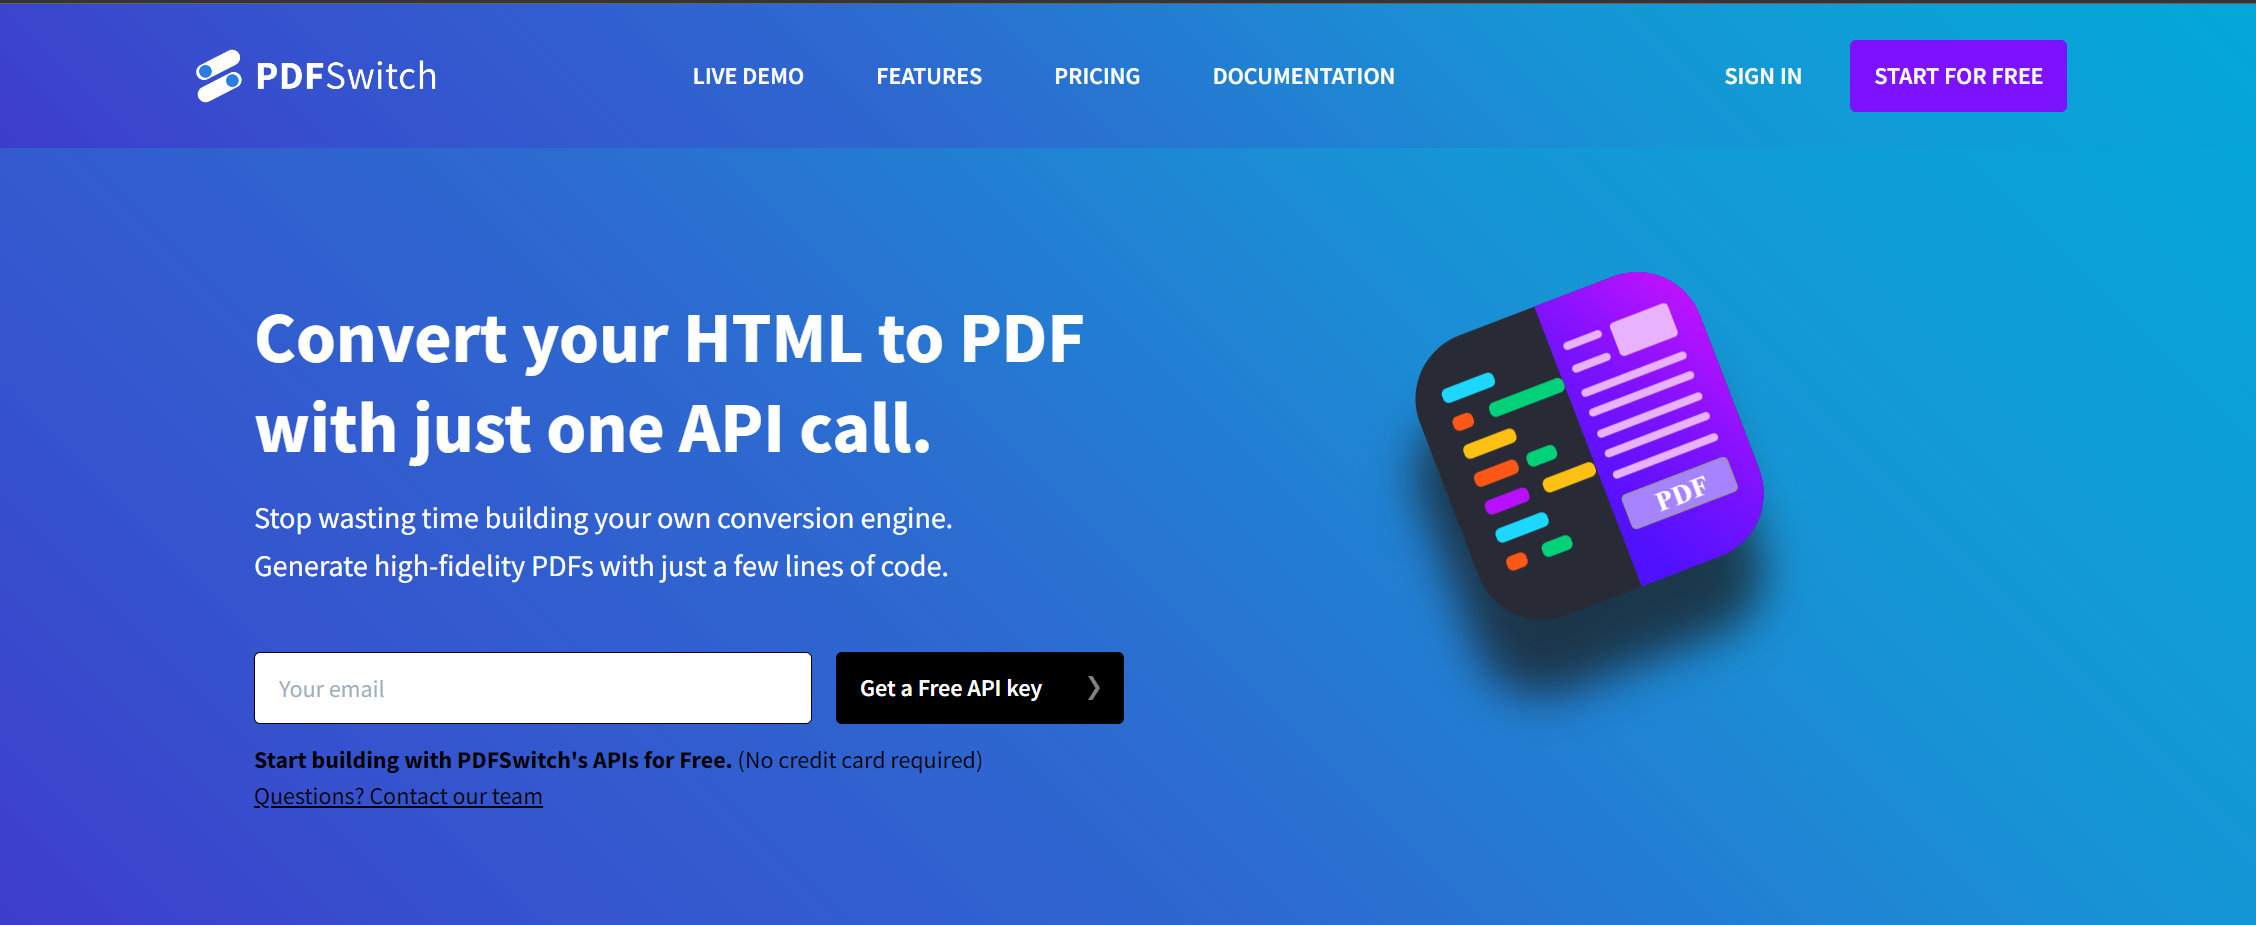 PDFSwitch
LIVE DEMO
FEATURES
PRICING
DOCUMENTATION
SIGN IN
START FOR FREE
Convert your HTML to PDF
with just one API call.
Stop wasting time building your own conversion engine.
Generate high-fidelity PDFs with just a few lines of code.
PDF
Your email
Get a Free API key
Start building with PDFSwitch's APIs for Free. (No credit card required)
Questions? Contact our team